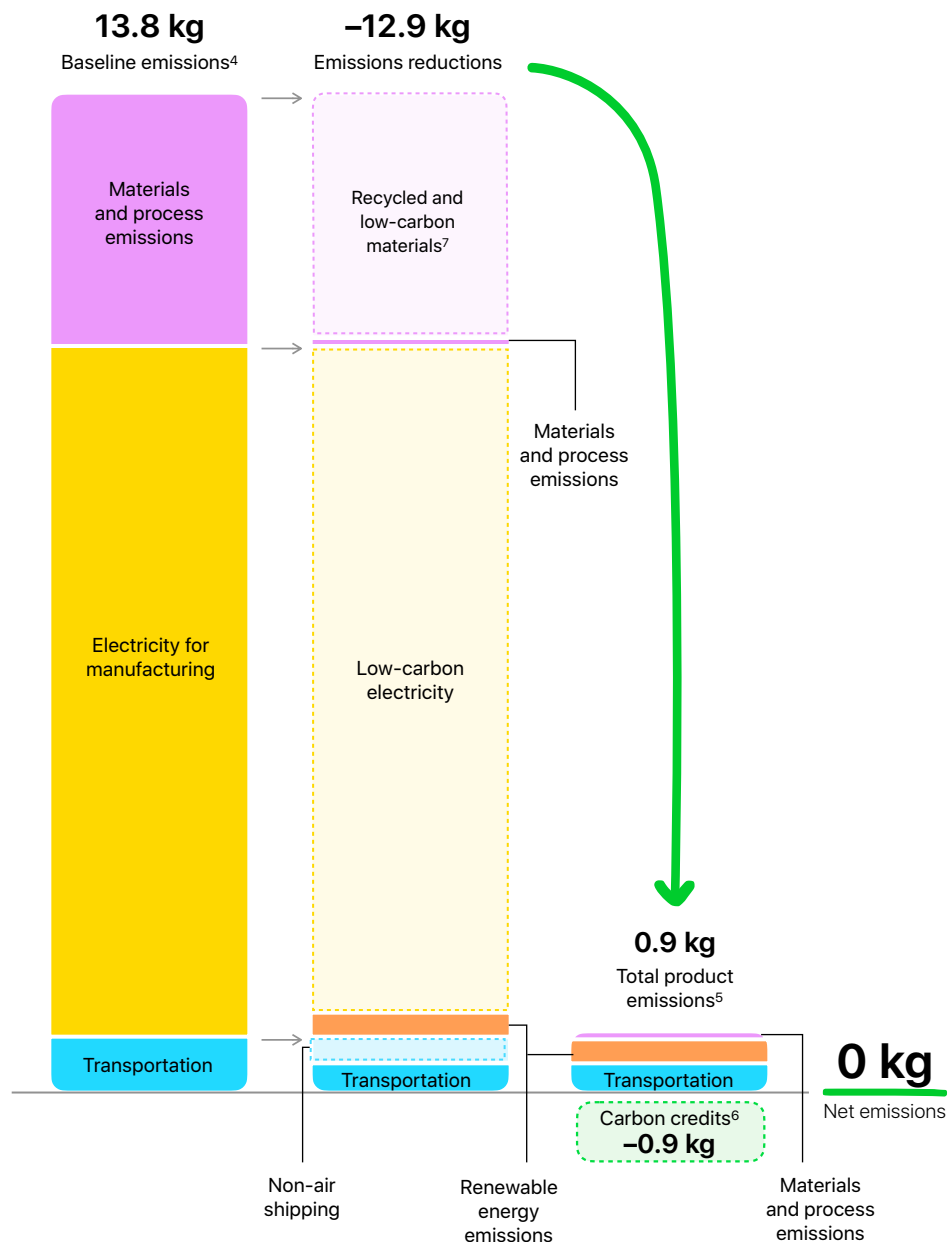 13.8 kg
Baseline emissions⁴
–12.9 kg
Emissions reductions
Materials
and process
emissions
Recycled and
low-carbon
materials⁷
Materials
and process
emissions
Electricity for
manufacturing
Low-carbon
electricity
0.9 kg
Total product
emissions⁵
Transportation
Transportation
Transportation
0 kg
Net emissions
Carbon credits⁶
–0.9 kg
Non-air
shipping
Renewable
energy
emissions
Materials
and process
emissions